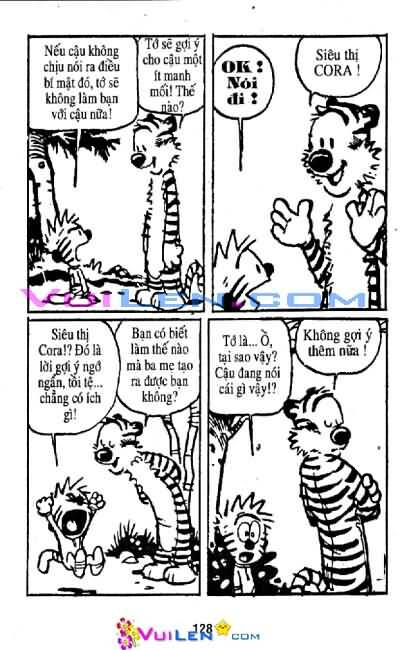 Nếu cậu không
chịu nói ra điều
bí mật đó, tớ sẽ
không làm bạn
với cậu nữa!
Tớ sẽ gợi ý
cho cậu một
ít manh
mối! Thế
nào?
OK !
Nói
đi !
Siêu thị
CORA !
VUILEN.COM
Siêu thị
Cora!? Đó là
lời gợi ý ngớ
ngẩn, tồi tệ...
chẳng có ích
gì!
Bạn có biết
làm thế nào
mà ba mẹ tạo
ra được bạn
không?
Tớ là... Ồ,
tại sao vậy?
Cậu đang nói
cái gì vậy!?
Không gợi ý
thêm nữa !
128
VUILEN.COM